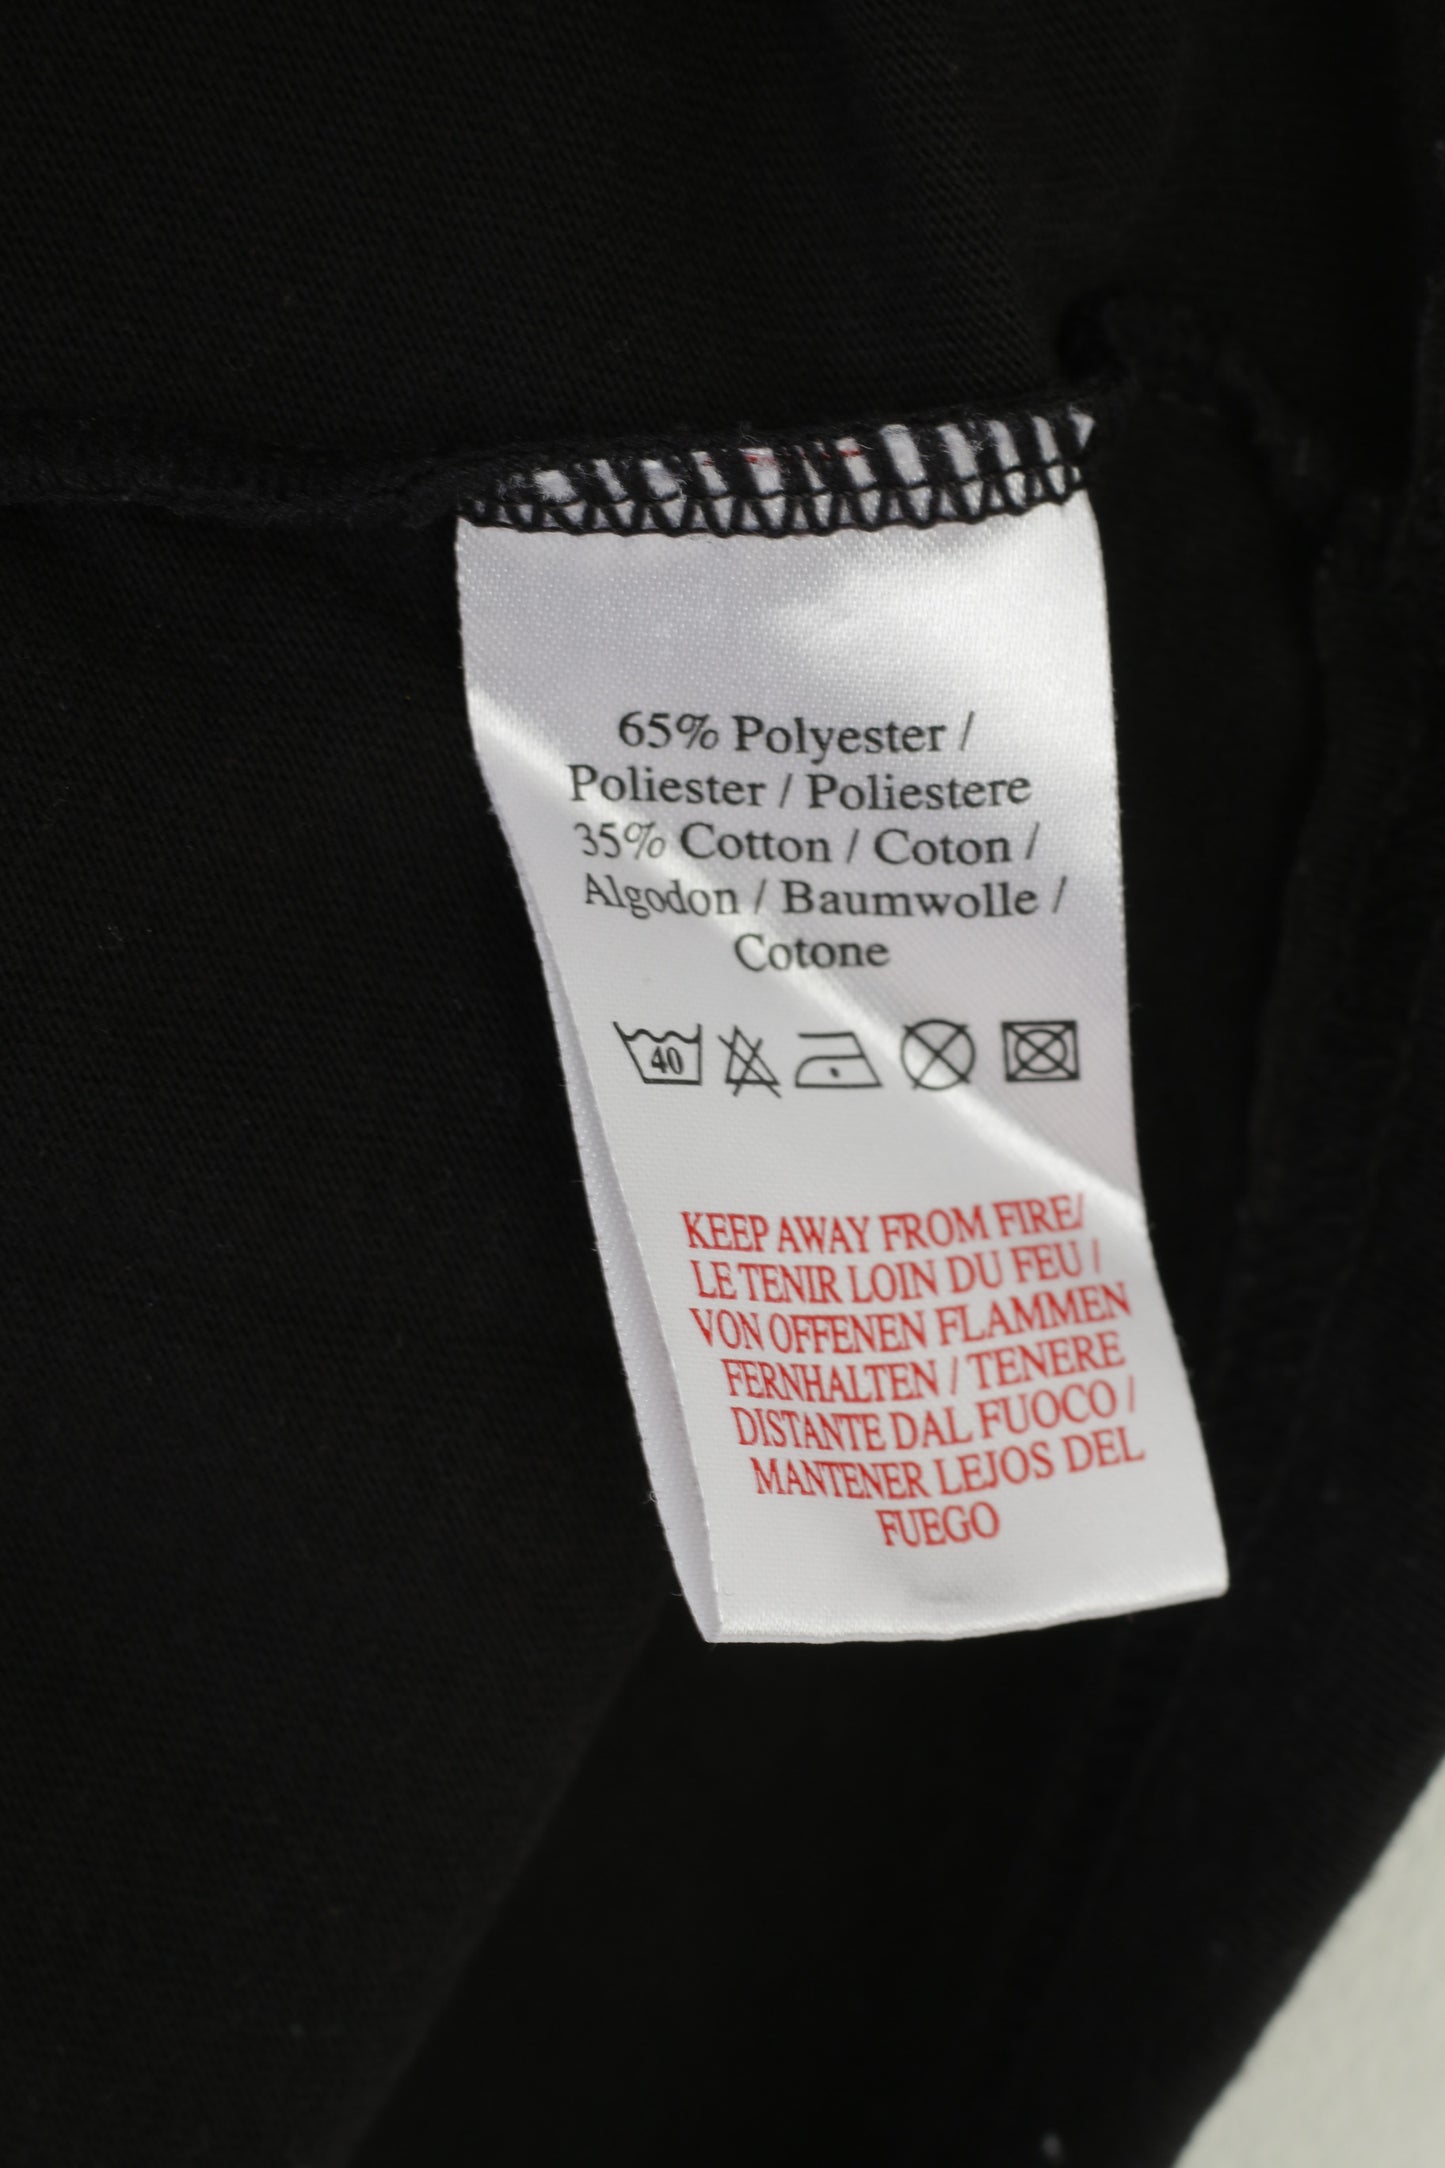 65% Polyester /
Poliester / Poliestere
35% Cotton / Coton /
Algodon / Baumwolle /
Cotone
40
KEEP AWAY FROM FIRE/
LE TENIR LOIN DU FEU /
VON OFFENEN FLAMMEN
FERNHALTEN / TENERE
DISTANTE DAL FUOCO /
MANTENER LEJOS DEL
FUEGO